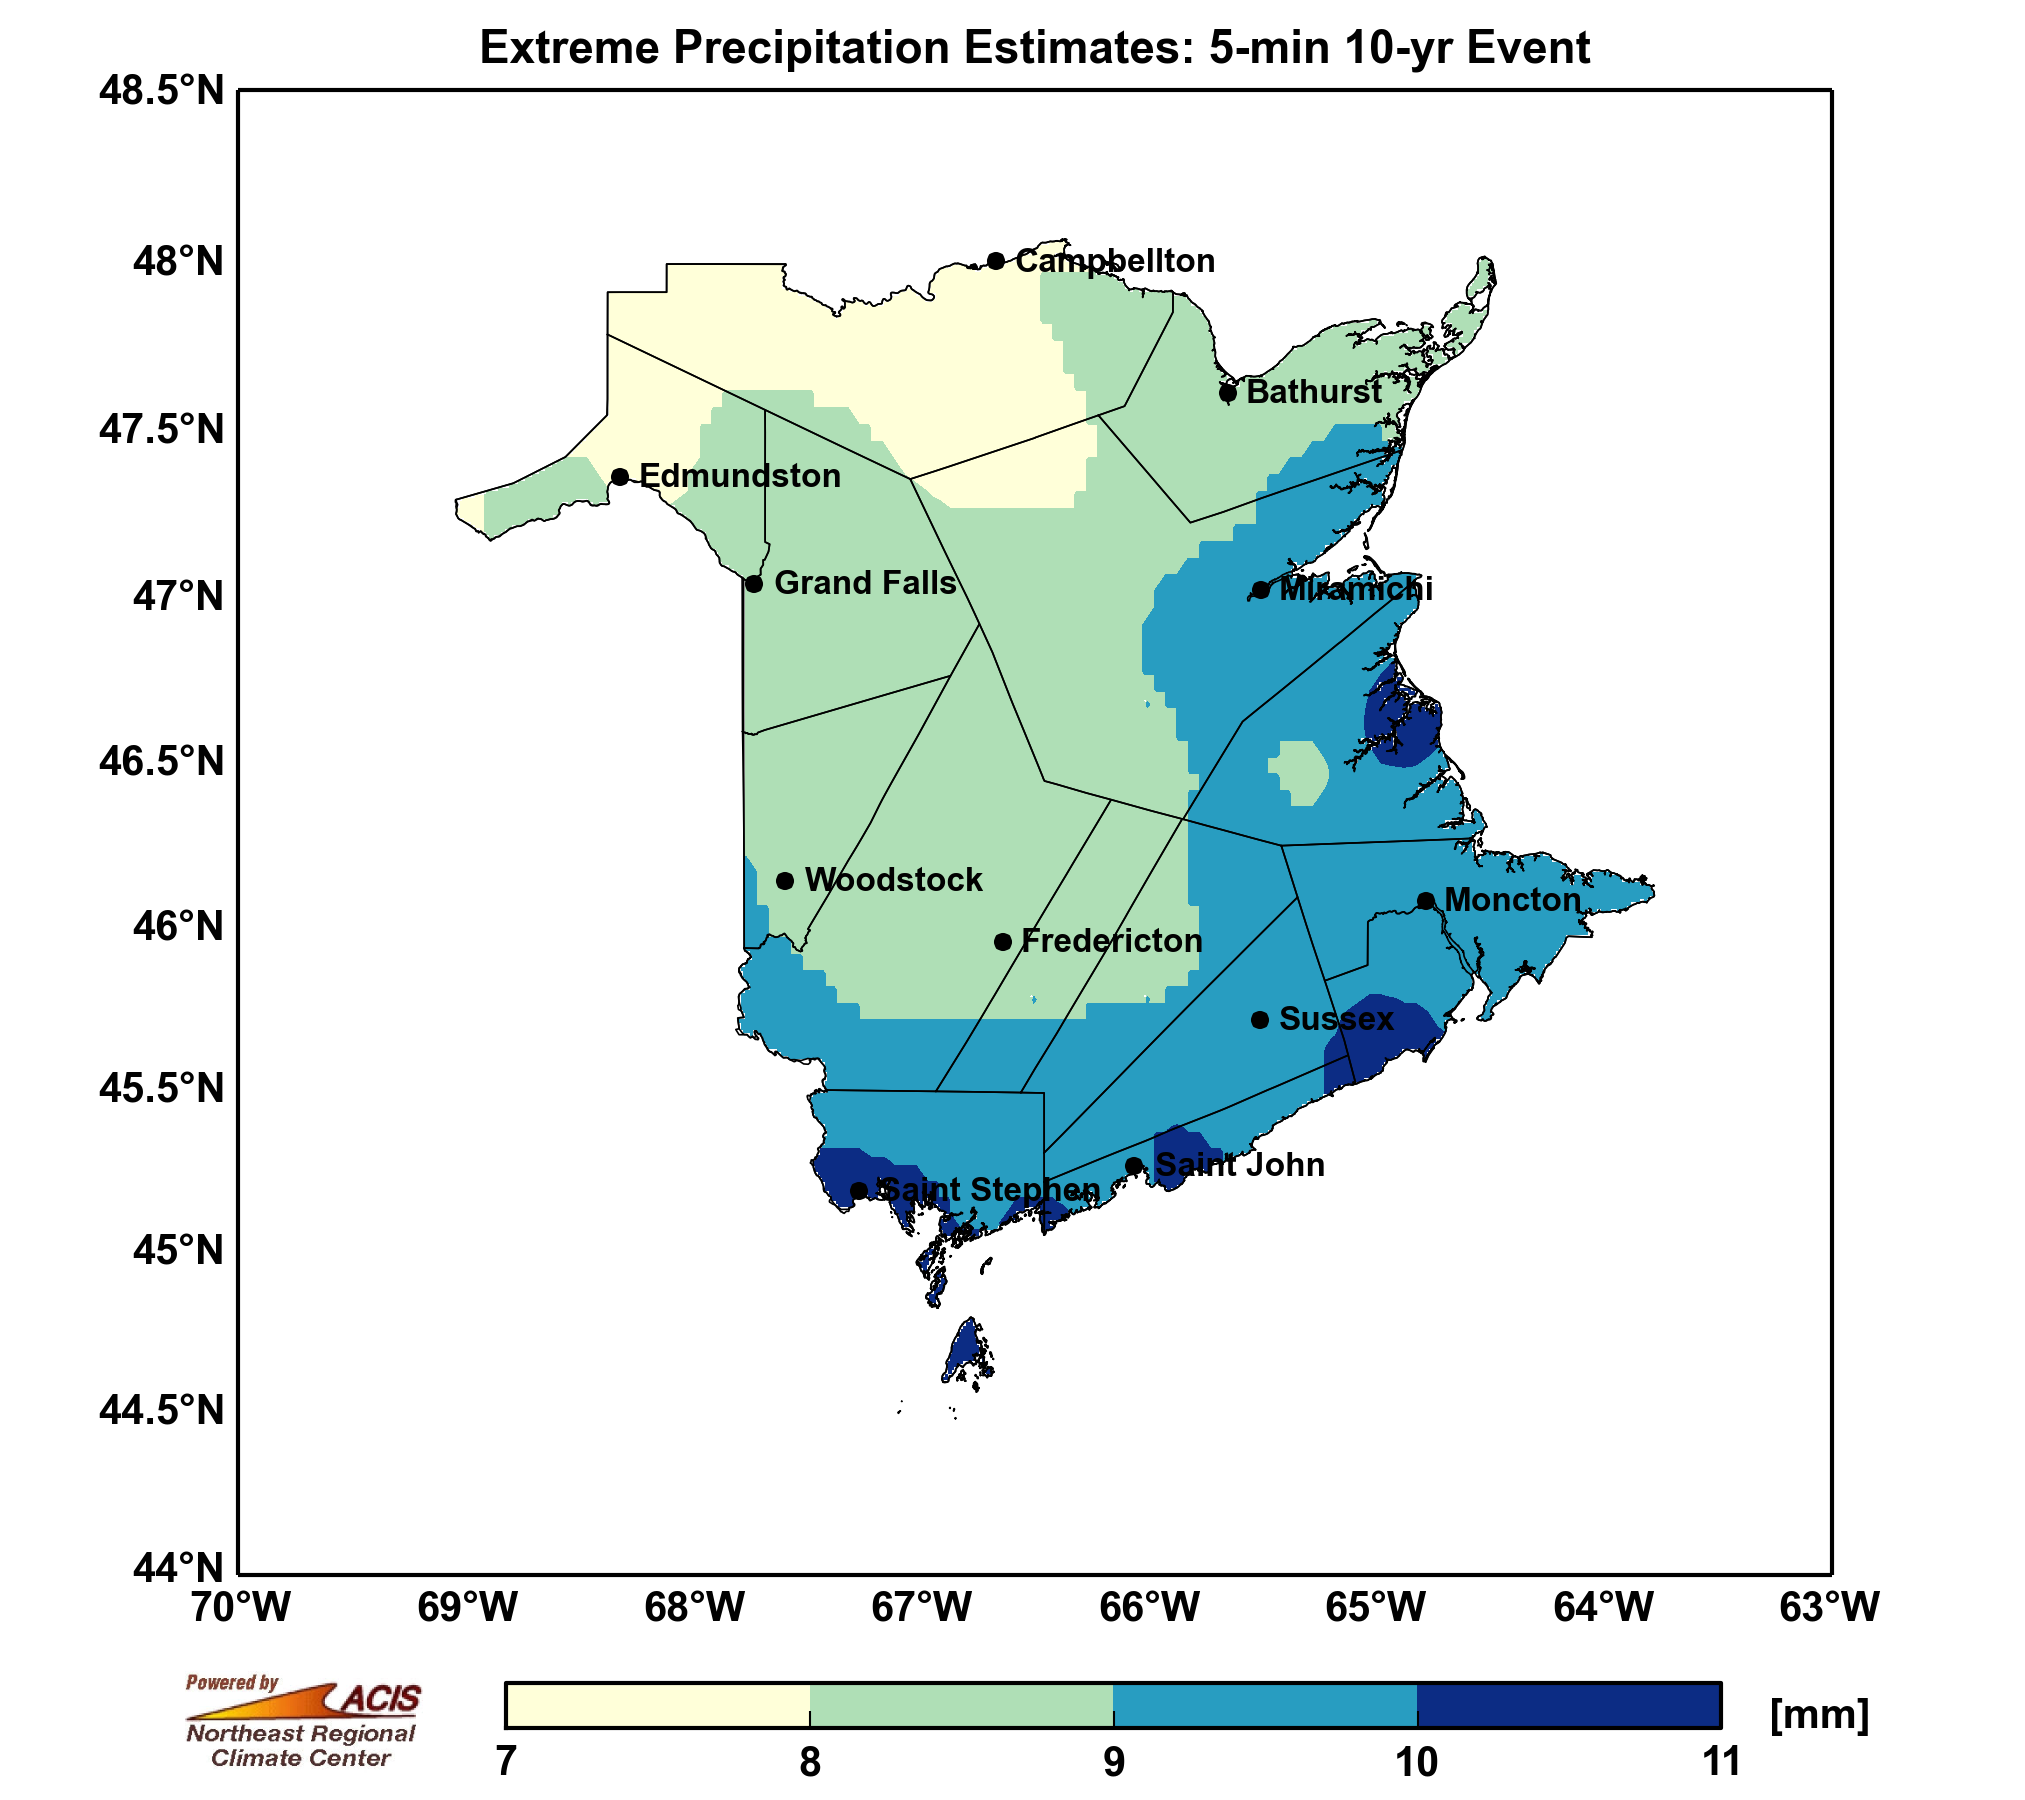 Extreme Precipitation Estimates: 5-min 10-yr Event
48.5°N
48°N
47.5°N
47°N
46.5°N
46°N
45.5°N
45°N
44.5°N
44°N
Campbellton
Bathurst
Edmundston
Grand Falls
Miramichi
Woodstock
Moncton
Fredericton
Sussex
Saint John
Saint Stephen
70°W
69°W
68°W
67°W
66°W
65°W
64°W
63°W
Powered by
ACIS
Northeast Regional
Climate Center
[mm]
7
8
9
10
11